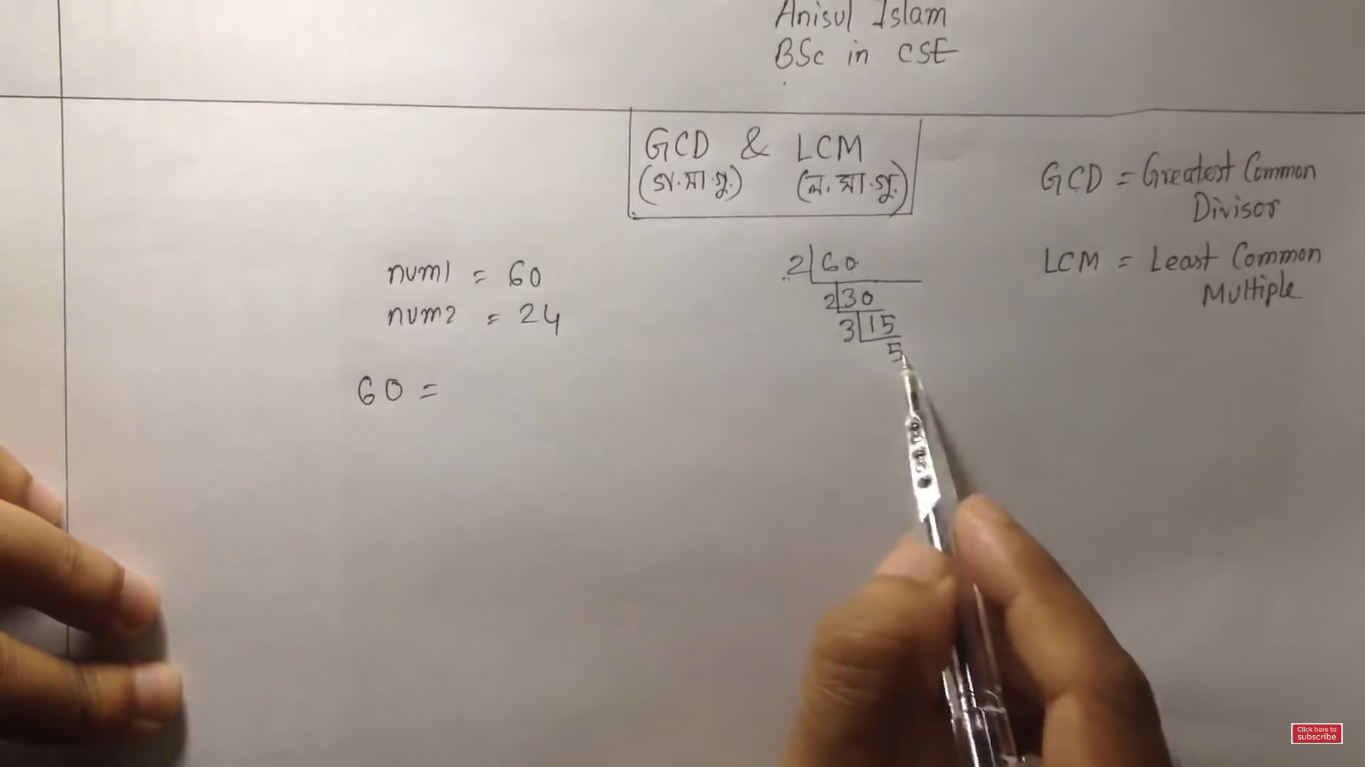 Anisul Islam
BSc in CSE
GCD & LCM
(গ.সা.গু.) (ল.সা.গু.)
GCD = Greatest Common
Divisor
LCM = Least Common
Multiple
num1 = 60
num2 = 24
2 60
2 30
3 15
5
60 =
Click here to
subscribe